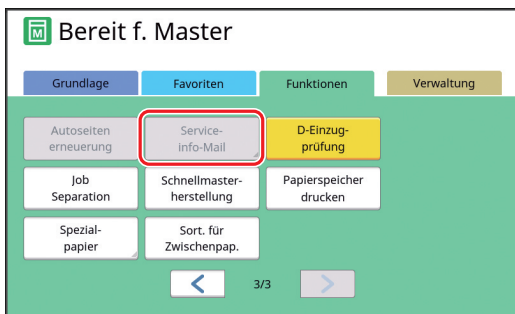 M Bereit f. Master
Grundlage Favoriten Funktionen Verwaltung
Autoseiten
erneuerung
Service-
info-Mail
D-Einzug-
prüfung
Job
Separation
Schnellmaster-
herstellung
Papierspeicher
drucken
Spezial-
papier
Sort. für
Zwischenpap.
3/3